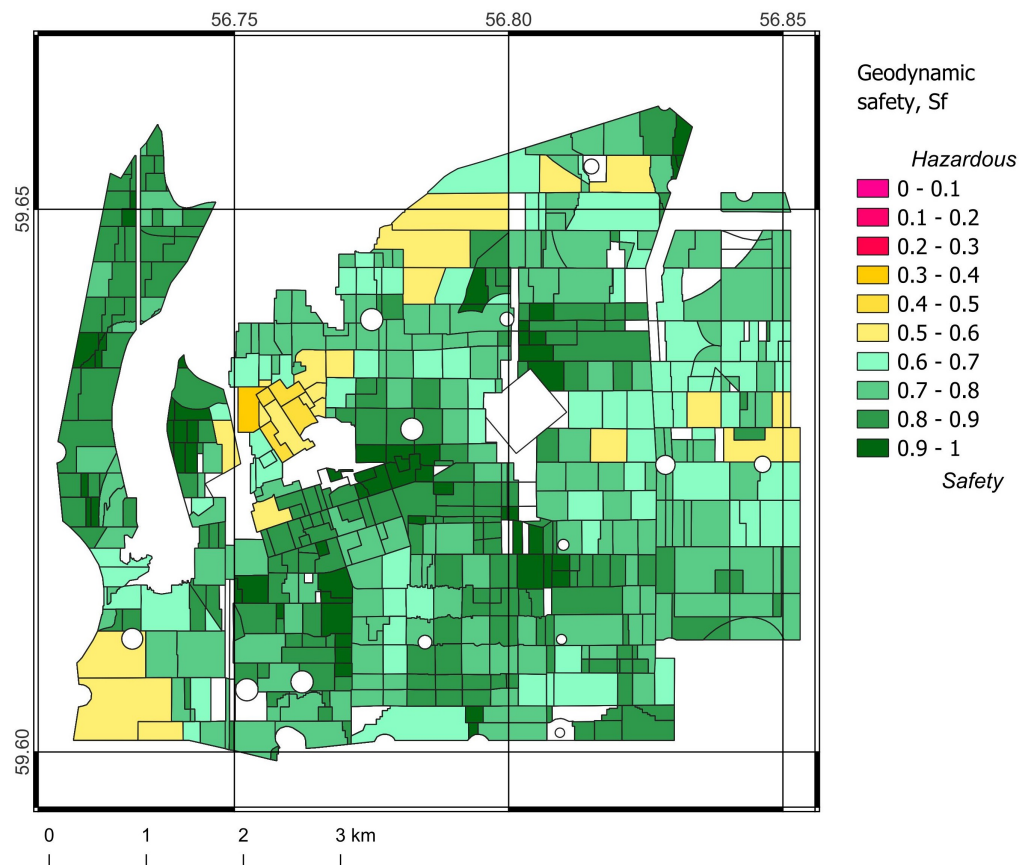 56.75 56.80 56.85
59.65
59.60
0 1 2 3 km
Geodynamic
safety, Sf
Hazardous
0 - 0.1
0.1 - 0.2
0.2 - 0.3
0.3 - 0.4
0.4 - 0.5
0.5 - 0.6
0.6 - 0.7
0.7 - 0.8
0.8 - 0.9
0.9 - 1
Safety